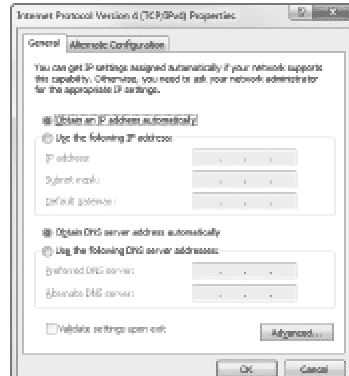 Internet Protocol Version 4 (TCP/IPv4) Properties
General
Alternate Configuration
You can get IP settings assigned automatically if your network supports
this capability. Otherwise, you need to ask your network administrator
for the appropriate IP settings.
Obtain an IP address automatically
Use the following IP address:
IP address:
Subnet mask:
Default gateway:
Obtain DNS server address automatically
Use the following DNS server addresses:
Preferred DNS server:
Alternate DNS server:
Validate settings upon exit
Advanced...
OK
Cancel